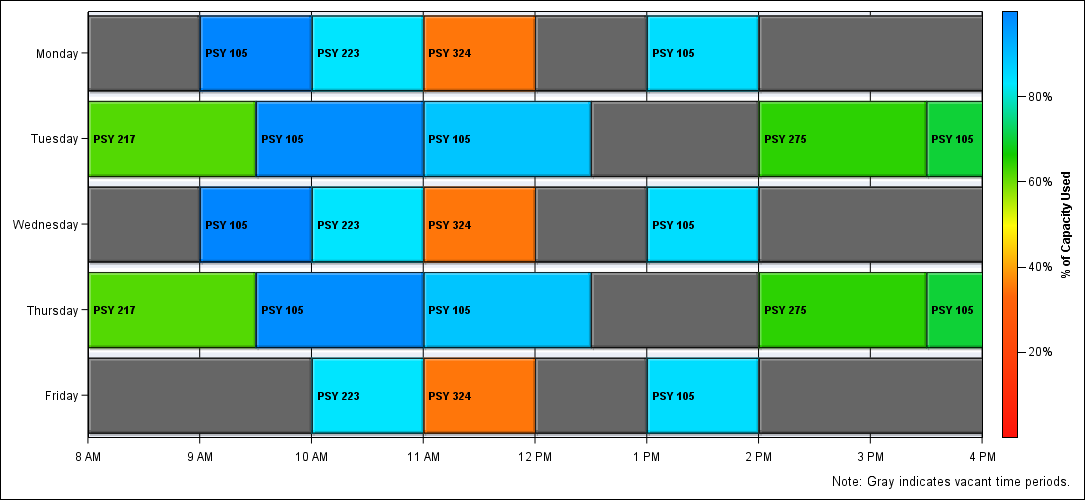 Monday
PSY 105
PSY 223
PSY 324
PSY 105
Tuesday
PSY 217
PSY 105
PSY 105
PSY 275
PSY 105
Wednesday
PSY 105
PSY 223
PSY 324
PSY 105
Thursday
PSY 217
PSY 105
PSY 105
PSY 275
PSY 105
Friday
PSY 223
PSY 324
PSY 105
8 AM
9 AM
10 AM
11 AM
12 PM
1 PM
2 PM
3 PM
4 PM
80%
60%
40%
20%
% of Capacity Used
Note: Gray indicates vacant time periods.